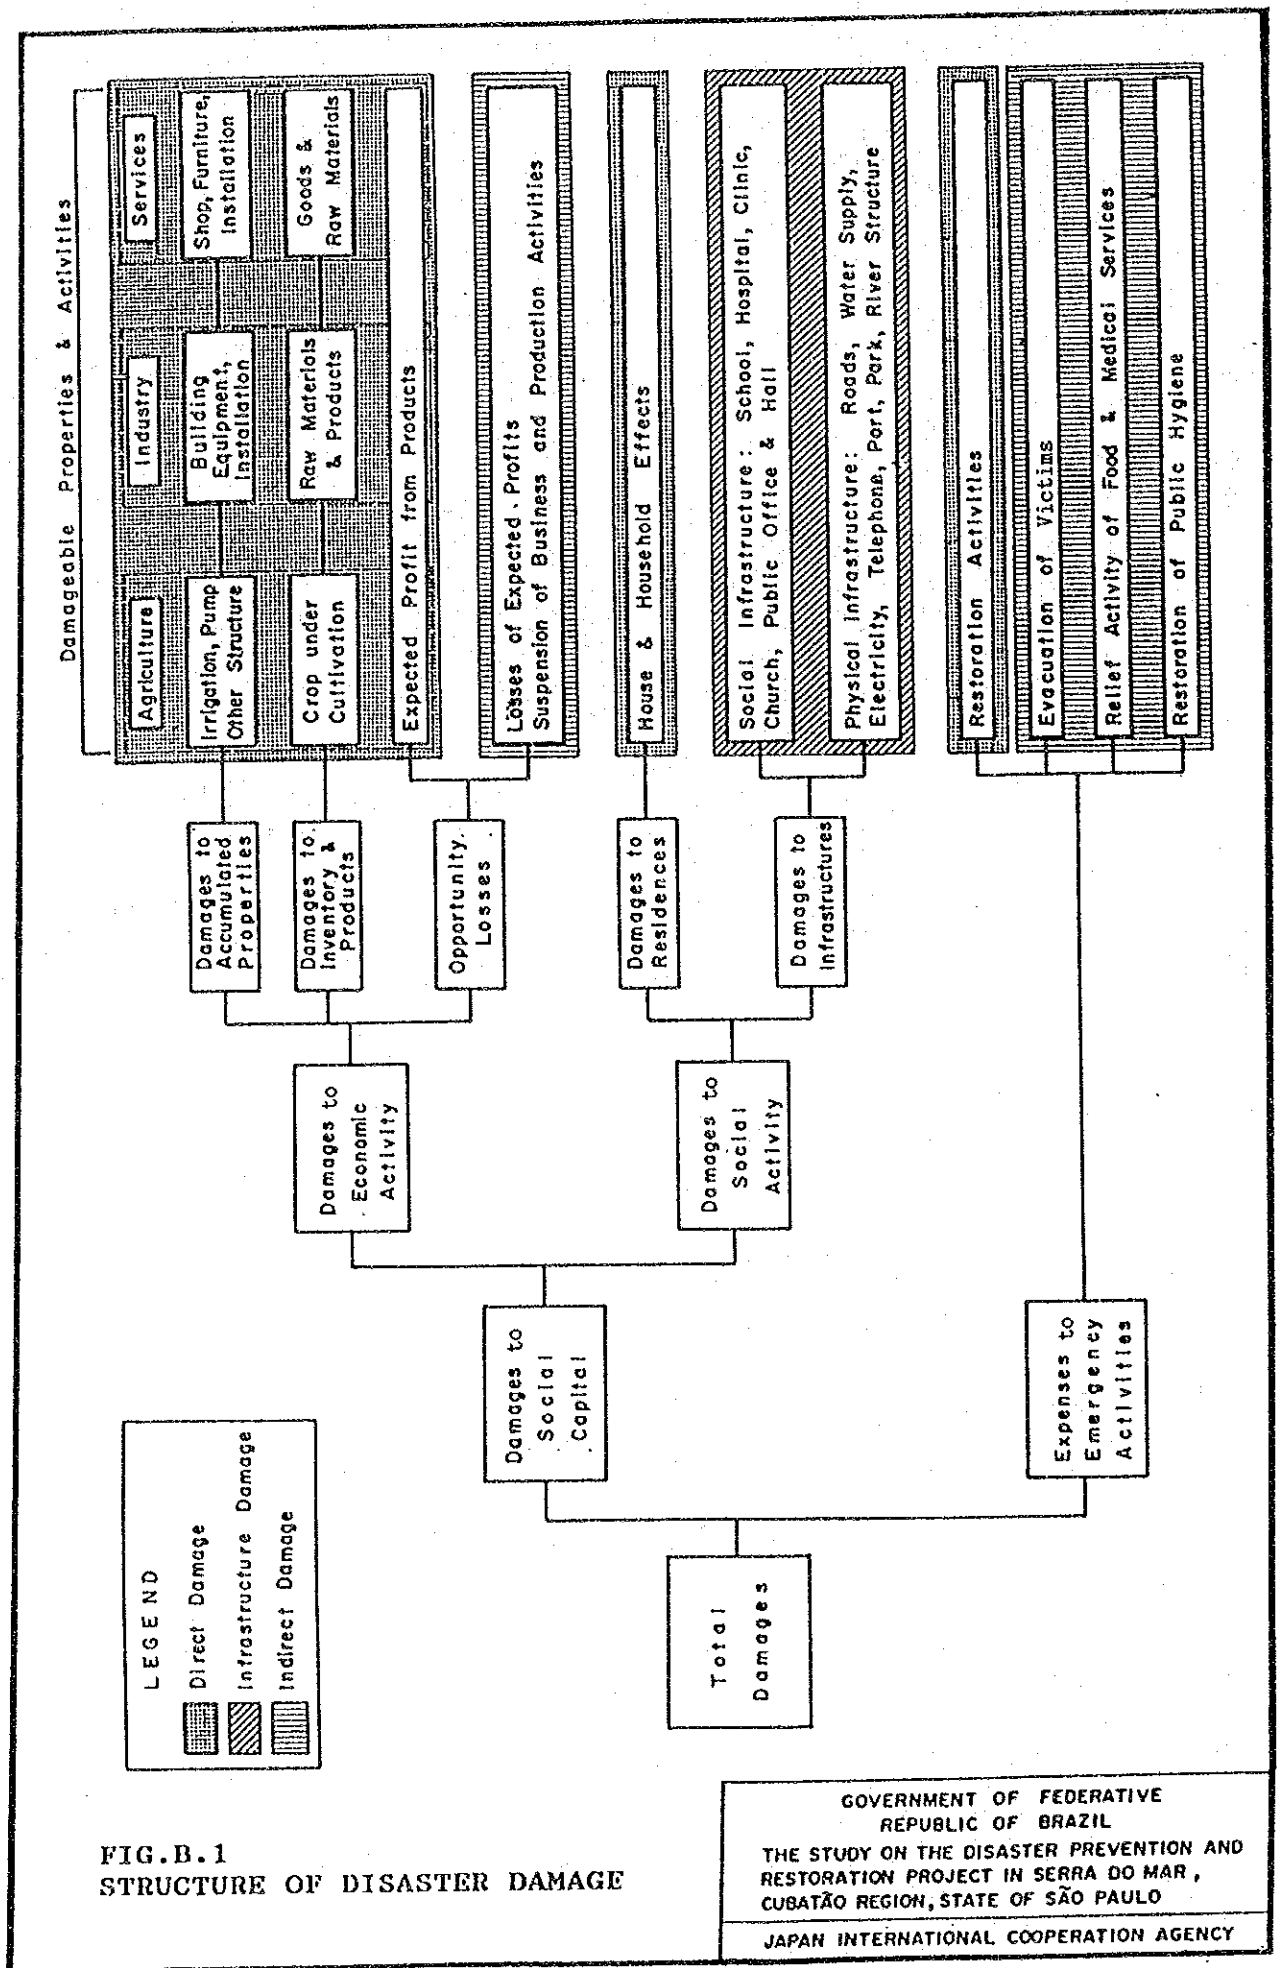 Damageable Properties & Activities
Agriculture
Industry
Services
Irrigation, Pump
Other Structure
Building
Equipment,
Installation
Shop, Furniture,
Installation
Crop under
Cultivation
Raw Materials
& Products
Goods &
Raw Materials
Expected Profit from Products
Losses of Expected Profits
Suspension of Business and Production Activities
House & Household Effects
Social Infrastructure: School, Hospital, Clinic,
Church, Public Office & Hall
Physical Infrastructure: Roads, Water Supply,
Electricity, Telephone, Port, Park, River Structure
Restoration Activities
Evacuation of Victims
Relief Activity of Food & Medical Services
Restoration of Public Hygiene
Damages to
Accumulated
Properties
Damages to
Inventory &
Products
Opportunity
Losses
Damages to
Residences
Damages to
Infrastructures
Damages to
Economic
Activity
Damages to
Social
Activity
Damages to
Social
Capital
Expenses to
Emergency
Activities
Total
Damages
LEGEND
Direct Damage
Infrastructure Damage
Indirect Damage
FIG.B.1
STRUCTURE OF DISASTER DAMAGE
GOVERNMENT OF FEDERATIVE
REPUBLIC OF BRAZIL
THE STUDY ON THE DISASTER PREVENTION AND
RESTORATION PROJECT IN SERRA DO MAR,
CUBATÃO REGION, STATE OF SÃO PAULO
JAPAN INTERNATIONAL COOPERATION AGENCY